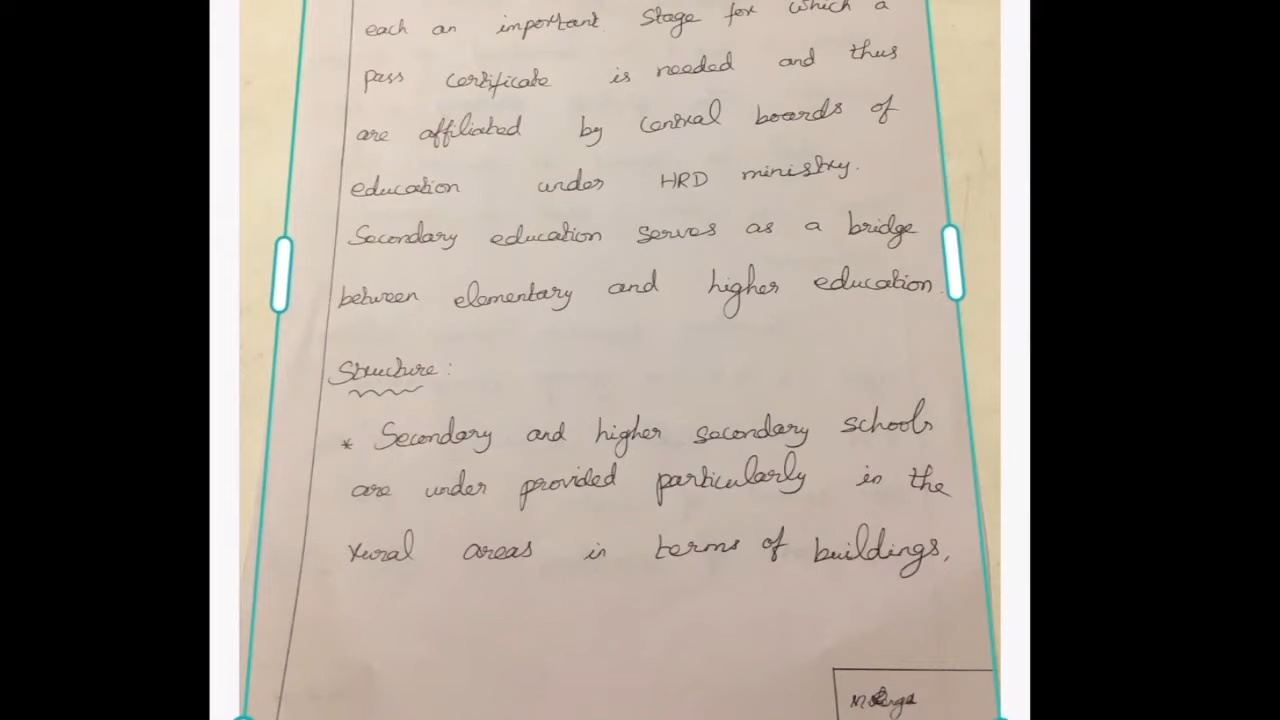 each an important Stage for which a
pass certificate is needed and thus
are affiliated by central boards of
education under HRD ministry.
Secondary education serves as a bridge
between elementary and higher education.
Structure:
* Secondary and higher secondary schools
are under provided particularly in the
rural areas in terms of buildings,